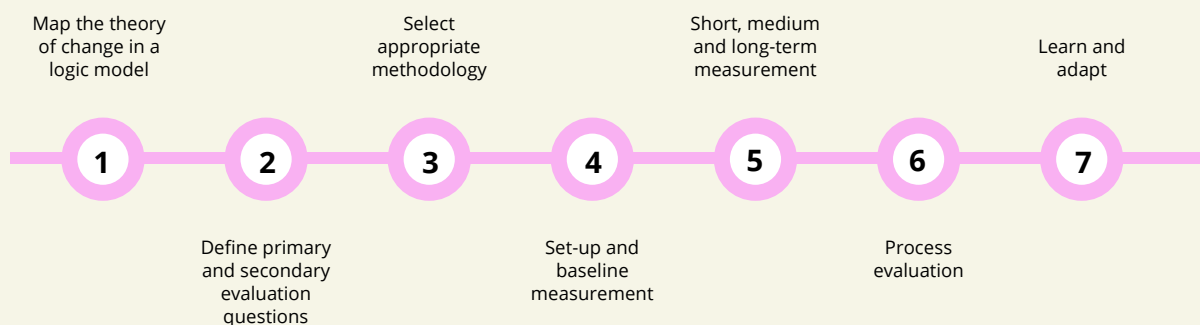 Map the theory
of change in a
logic model
Select
appropriate
methodology
Short, medium
and long-term
measurement
Learn and
adapt
1
2
3
4
5
6
7
Define primary
and secondary
evaluation
questions
Set-up and
baseline
measurement
Process
evaluation